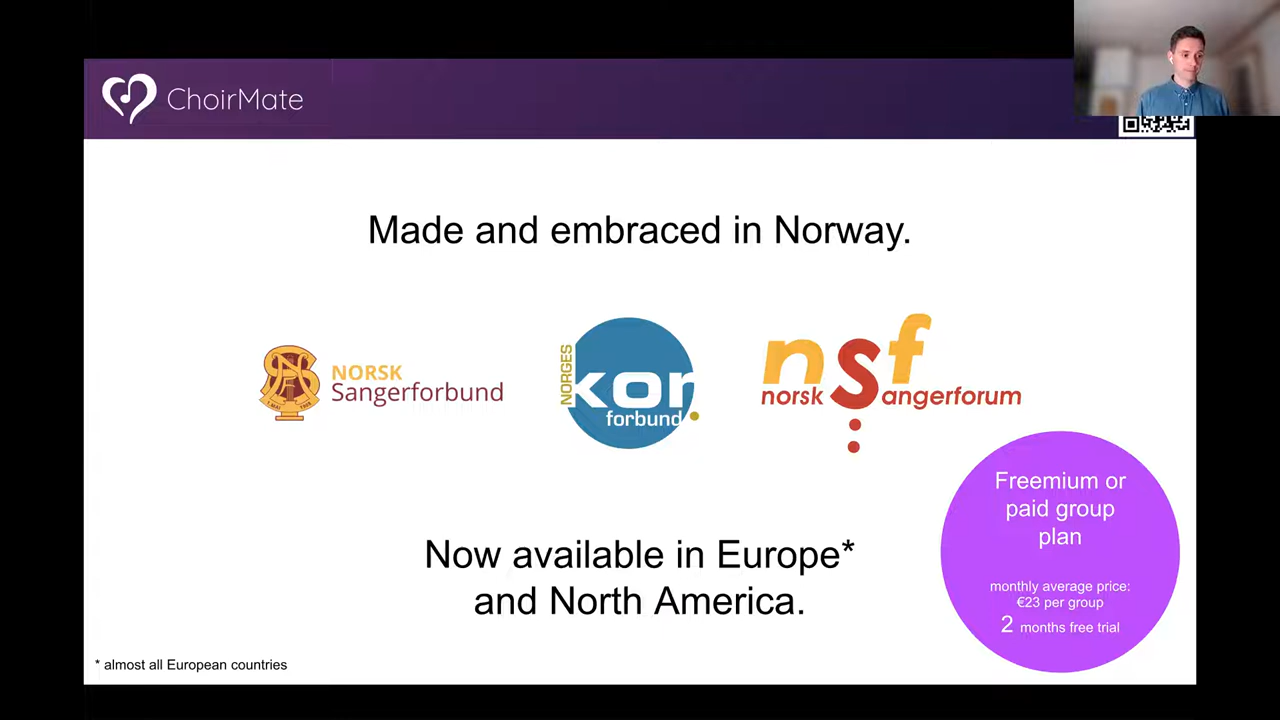 ChoirMate
Made and embraced in Norway.
NORSK
Sangerforbund
NORGES
kor
forbund
nsf
norsk sangerforum
Now available in Europe*
and North America.
Freemium or
paid group
plan
monthly average price:
€23 per group
2 months free trial
* almost all European countries